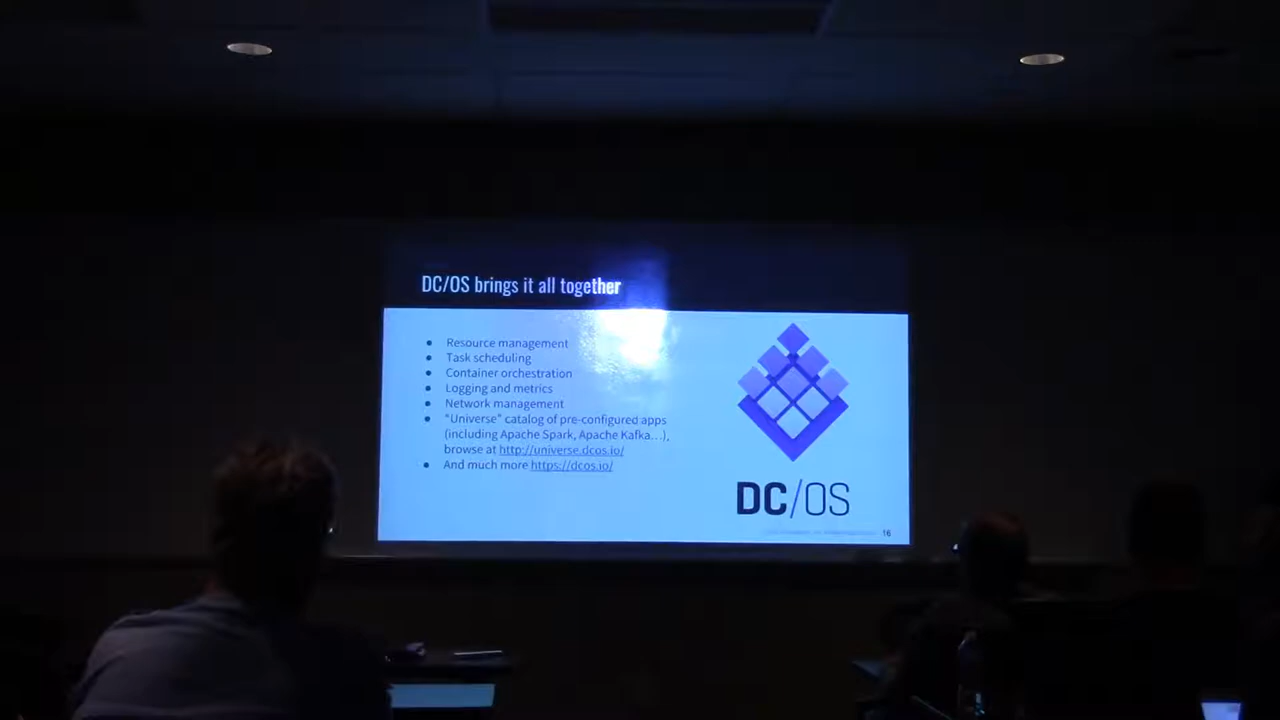 DC/OS brings it all together
● Resource management
● Task scheduling
● Container orchestration
● Logging and metrics
● Network management
● "Universe" catalog of pre-configured apps
(including Apache Spark, Apache Kafka…),
browse at http://universe.dcos.io/
● And much more https://dcos.io/
DC/OS
16